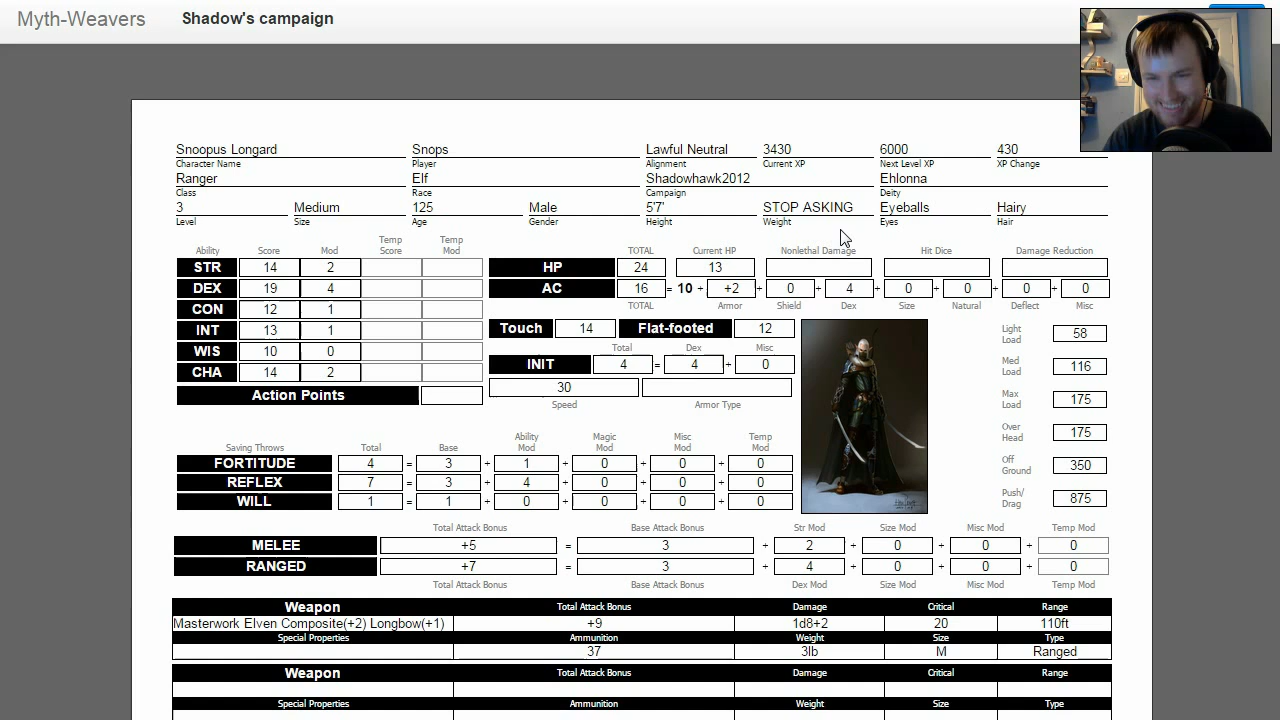 Myth-Weavers Shadow's campaign
Snoopus Longard Snops Lawful Neutral 3430 6000 430
Character Name Player Alignment Current XP Next Level XP XP Change
Ranger Elf Shadowhawk2012 Ehlonna
Class Race Campaign Deity
3 Medium 125 Male 5'7' STOP ASKING Eyeballs Hairy
Level Size Age Gender Height Weight Eyes Hair
Ability Score Mod Temp Score Temp Mod
STR 14 2
DEX 19 4
CON 12 1
INT 13 1
WIS 10 0
CHA 14 2
Action Points
TOTAL Current HP Nonlethal Damage Hit Dice Damage Reduction
HP 24 13
AC 16 = 10 + +2 + 0 + 4 + 0 + 0 + 0 + 0
TOTAL Armor Shield Dex Size Natural Deflect Misc
Touch 14 Flat-footed 12
Total Dex Misc
INIT 4 = 4 + 0
30
Speed Armor Type
Light Load 58
Med Load 116
Max Load 175
Over Head 175
Off Ground 350
Push/ Drag 875
Saving Throws Total Base Ability Mod Magic Mod Misc Mod Temp Mod
FORTITUDE 4 = 3 + 1 + 0 + 0 + 0
REFLEX 7 = 3 + 4 + 0 + 0 + 0
WILL 1 = 1 + 0 + 0 + 0 + 0
Total Attack Bonus Base Attack Bonus Str Mod Size Mod Misc Mod Temp Mod
MELEE +5 = 3 + 2 + 0 + 0 + 0
RANGED +7 = 3 + 4 + 0 + 0 + 0
Total Attack Bonus Base Attack Bonus Dex Mod Size Mod Misc Mod Temp Mod
Weapon Total Attack Bonus Damage Critical Range
Masterwork Elven Composite(+2) Longbow(+1) +9 1d8+2 20 110ft
Special Properties Ammunition Weight Size Type
37 3lb M Ranged
Weapon Total Attack Bonus Damage Critical Range
Special Properties Ammunition Weight Size Type